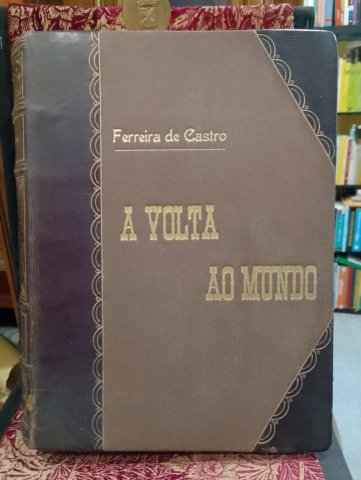 Ferreira de Castro
A VOLTA
AO MUNDO